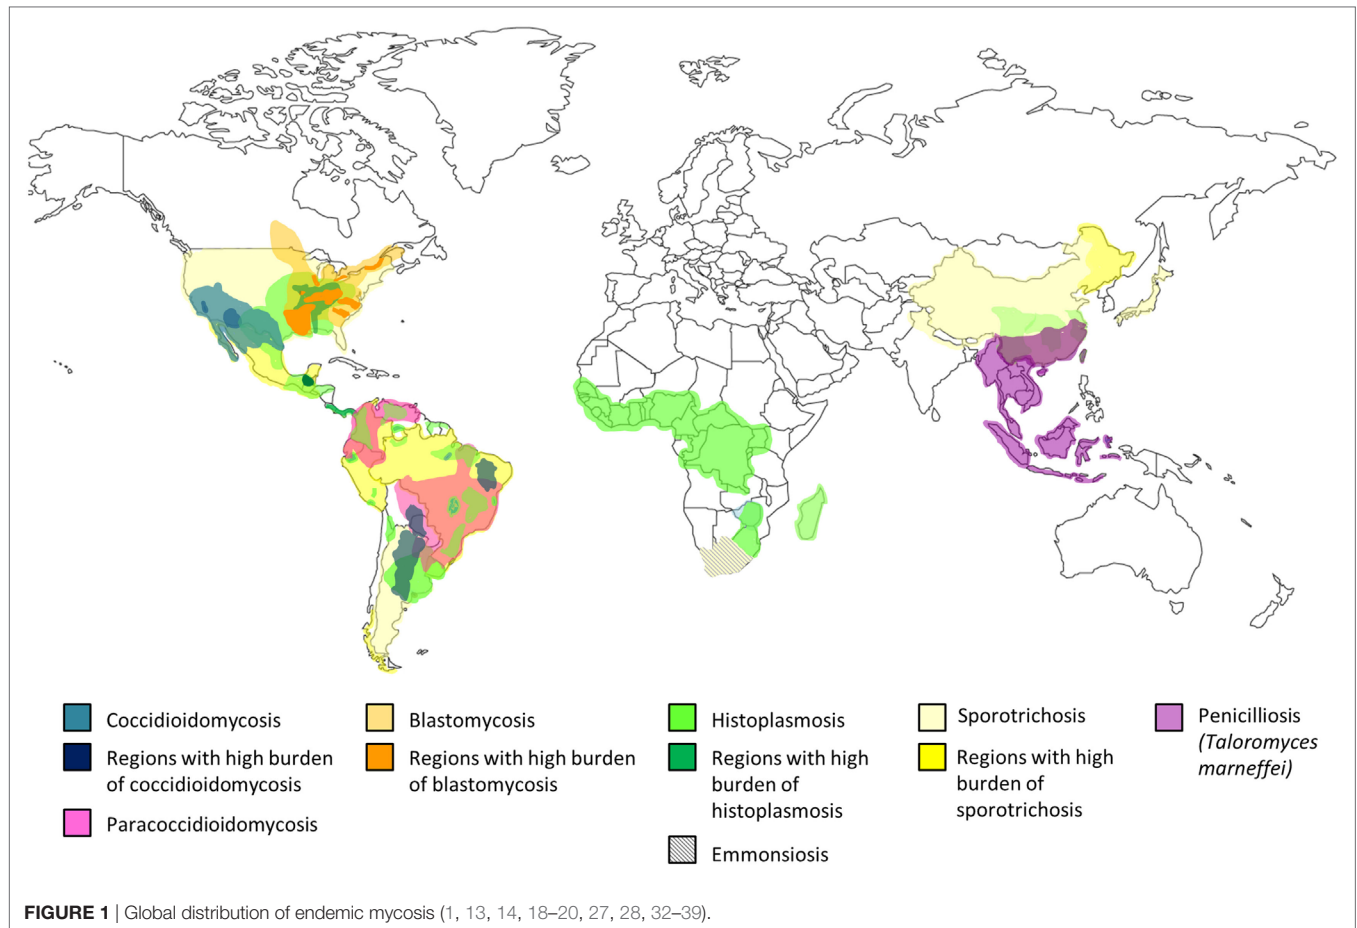 Coccidioidomycosis
Regions with high burden
of coccidioidomycosis
Paracoccidioidomycosis
Blastomycosis
Regions with high burden
of blastomycosis
Histoplasmosis
Regions with high
burden of
histoplasmosis
Emmonsiosis
Sporotrichosis
Regions with high
burden of
sporotrichosis
Penicilliosis
(Taloromyces
marneffei)
FIGURE 1 | Global distribution of endemic mycosis (1, 13, 14, 18–20, 27, 28, 32–39).